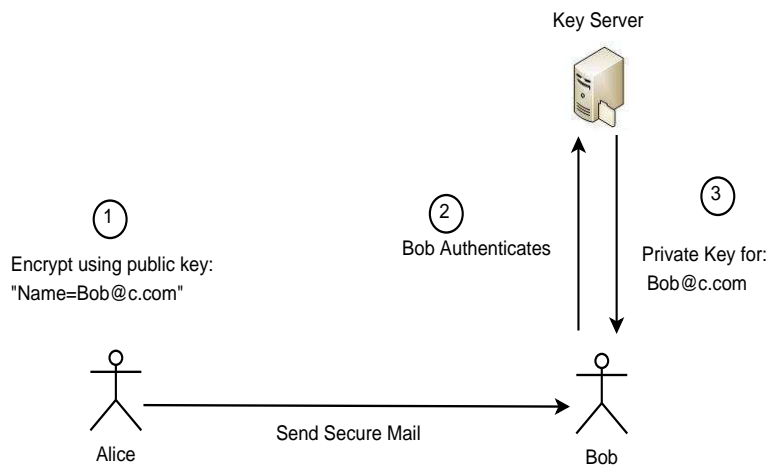 Key Server
1
Encrypt using public key:
"Name=Bob@c.com"
2
Bob Authenticates
3
Private Key for:
Bob@c.com
Send Secure Mail
Alice
Bob